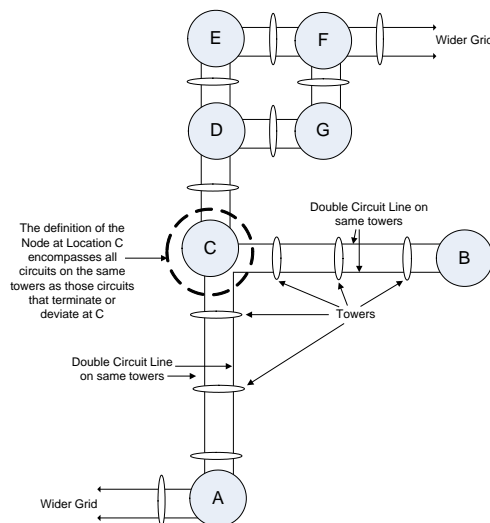 E
F
Wider Grid
D
G
The definition of the
Node at Location C
encompasses all
circuits on the same
towers as those circuits
that terminate or
deviate at C
C
Double Circuit Line on
same towers
B
Towers
Double Circuit Line
on same towers
Wider Grid
A